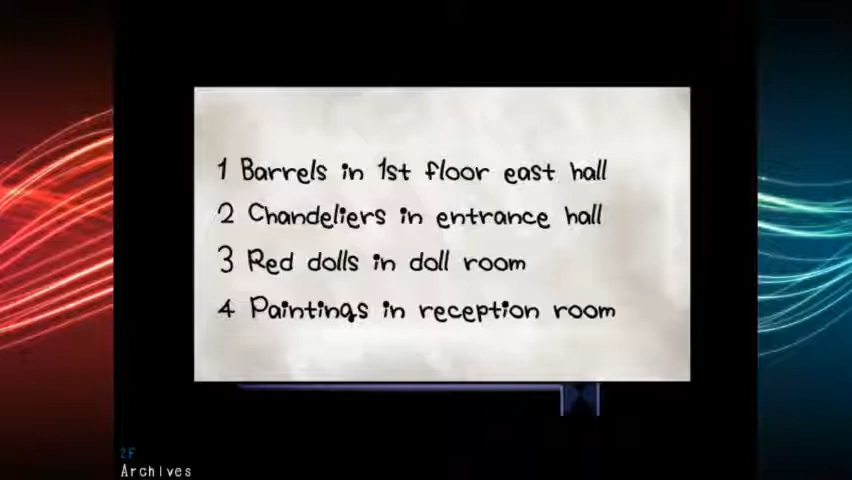 1 Barrels in 1st floor east hall
2 Chandeliers in entrance hall
3 Red dolls in doll room
4 Paintings in reception room
2F
Archives